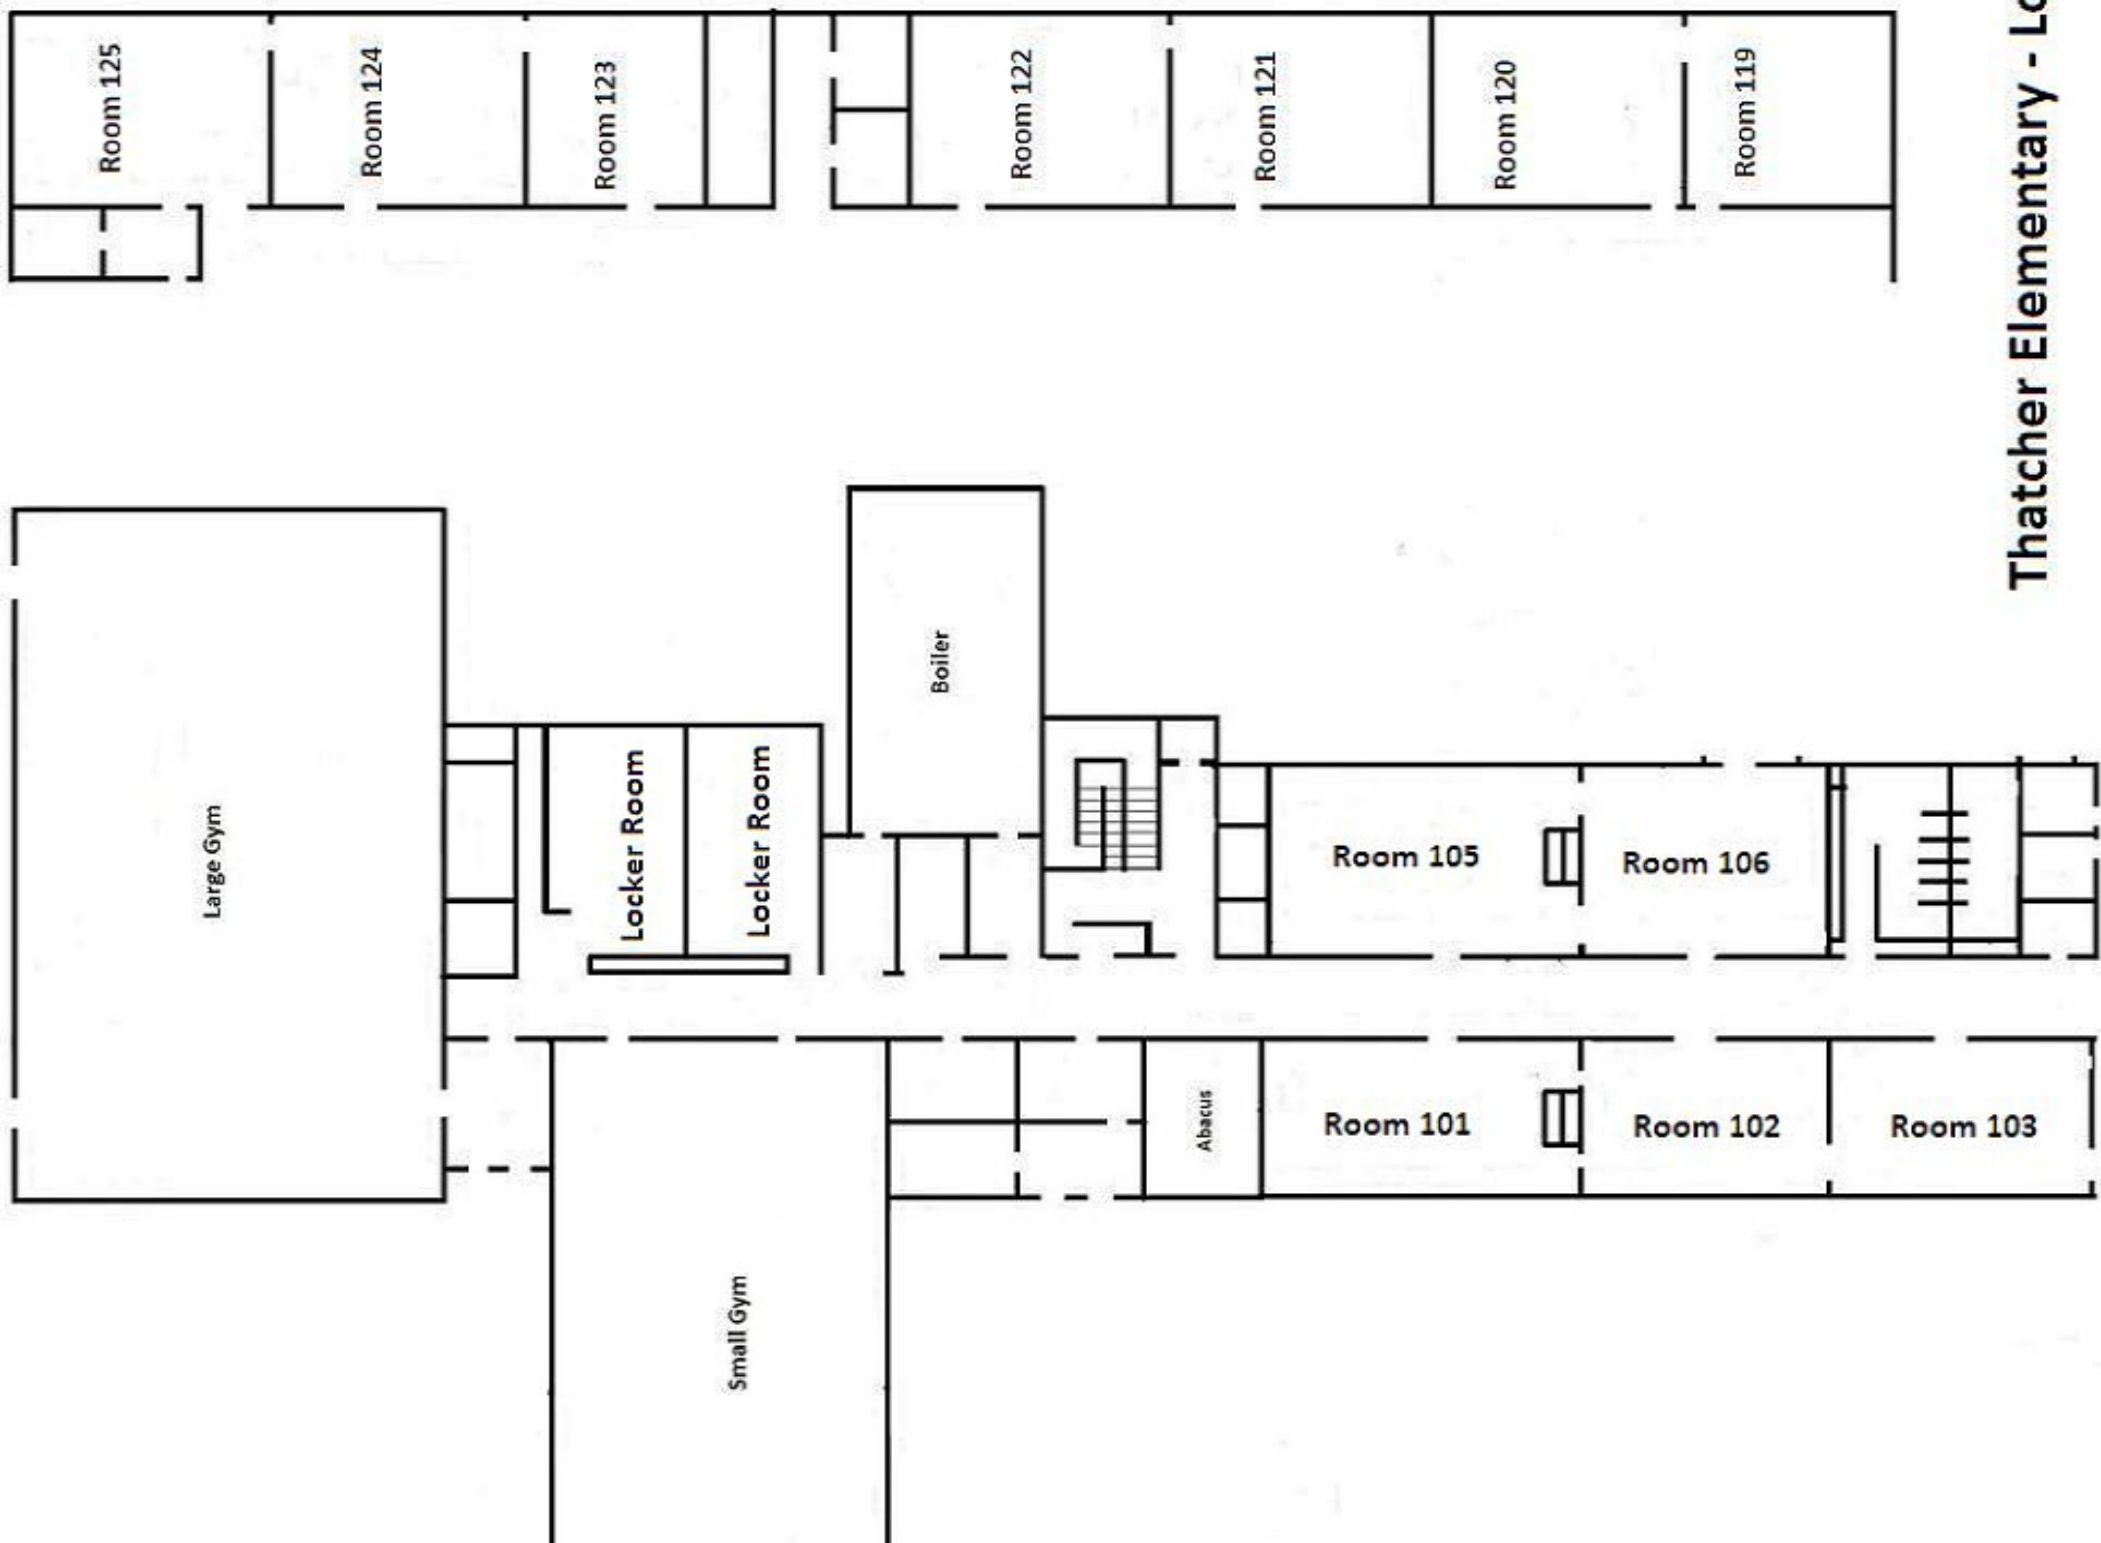 Room 125
Room 124
Room 123
Room 122
Room 121
Room 120
Room 119
Thatcher Elementary - Lo
Large Gym
Locker Room
Locker Room
Boiler
Room 105
Room 106
Abacus
Room 101
Room 102
Room 103
Small Gym